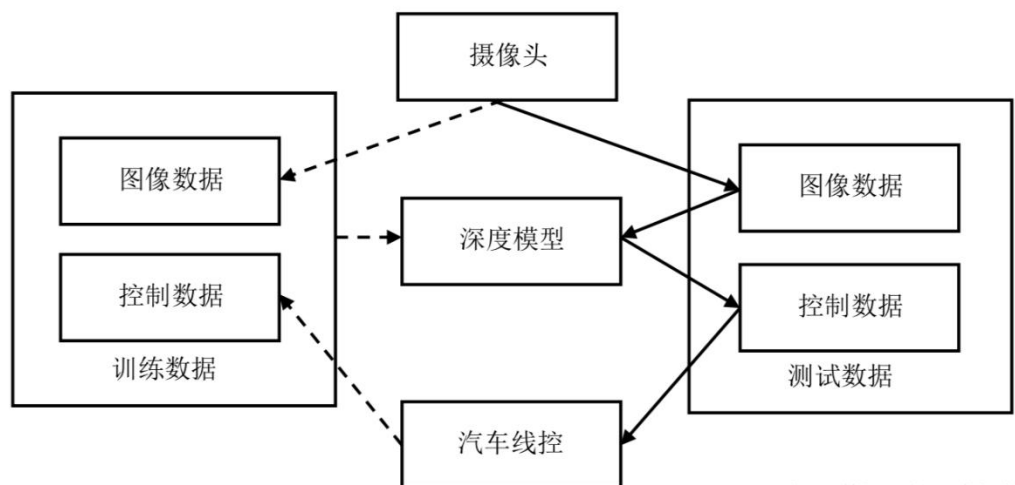 摄像头
图像数据
控制数据
训练数据
深度模型
图像数据
控制数据
测试数据
汽车线控